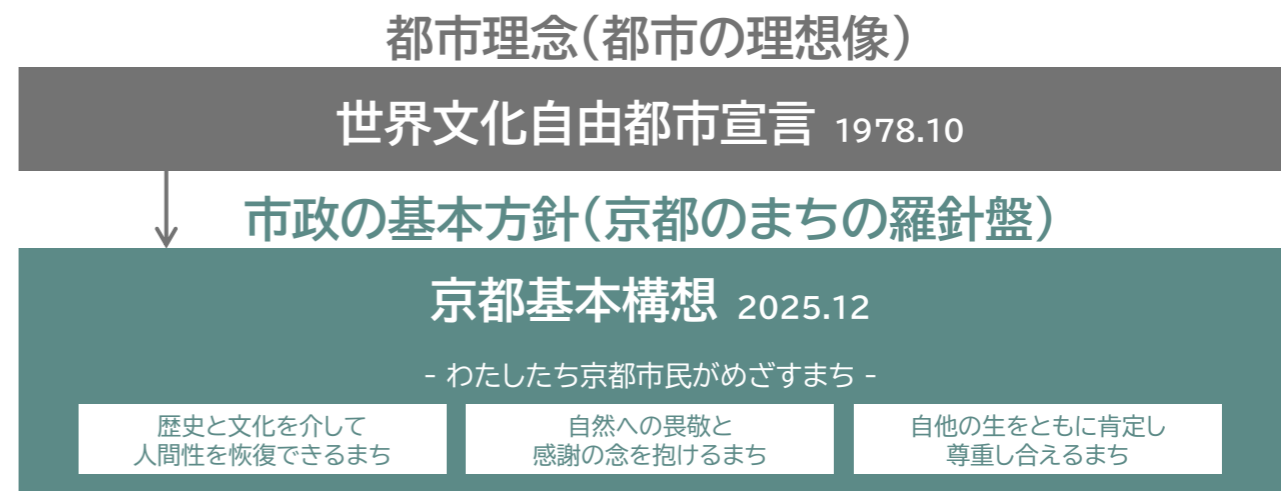 都市理念(都市の理想像)
世界文化自由都市宣言 1978.10
市政の基本方針(京都のまちの羅針盤)
京都基本構想 2025.12
- わたしたち京都市民がめざすまち -
歴史と文化を介して
人間性を恢復できるまち
自然への畏敬と
感謝の念を抱けるまち
自他の生をともに肯定し
尊重し合えるまち